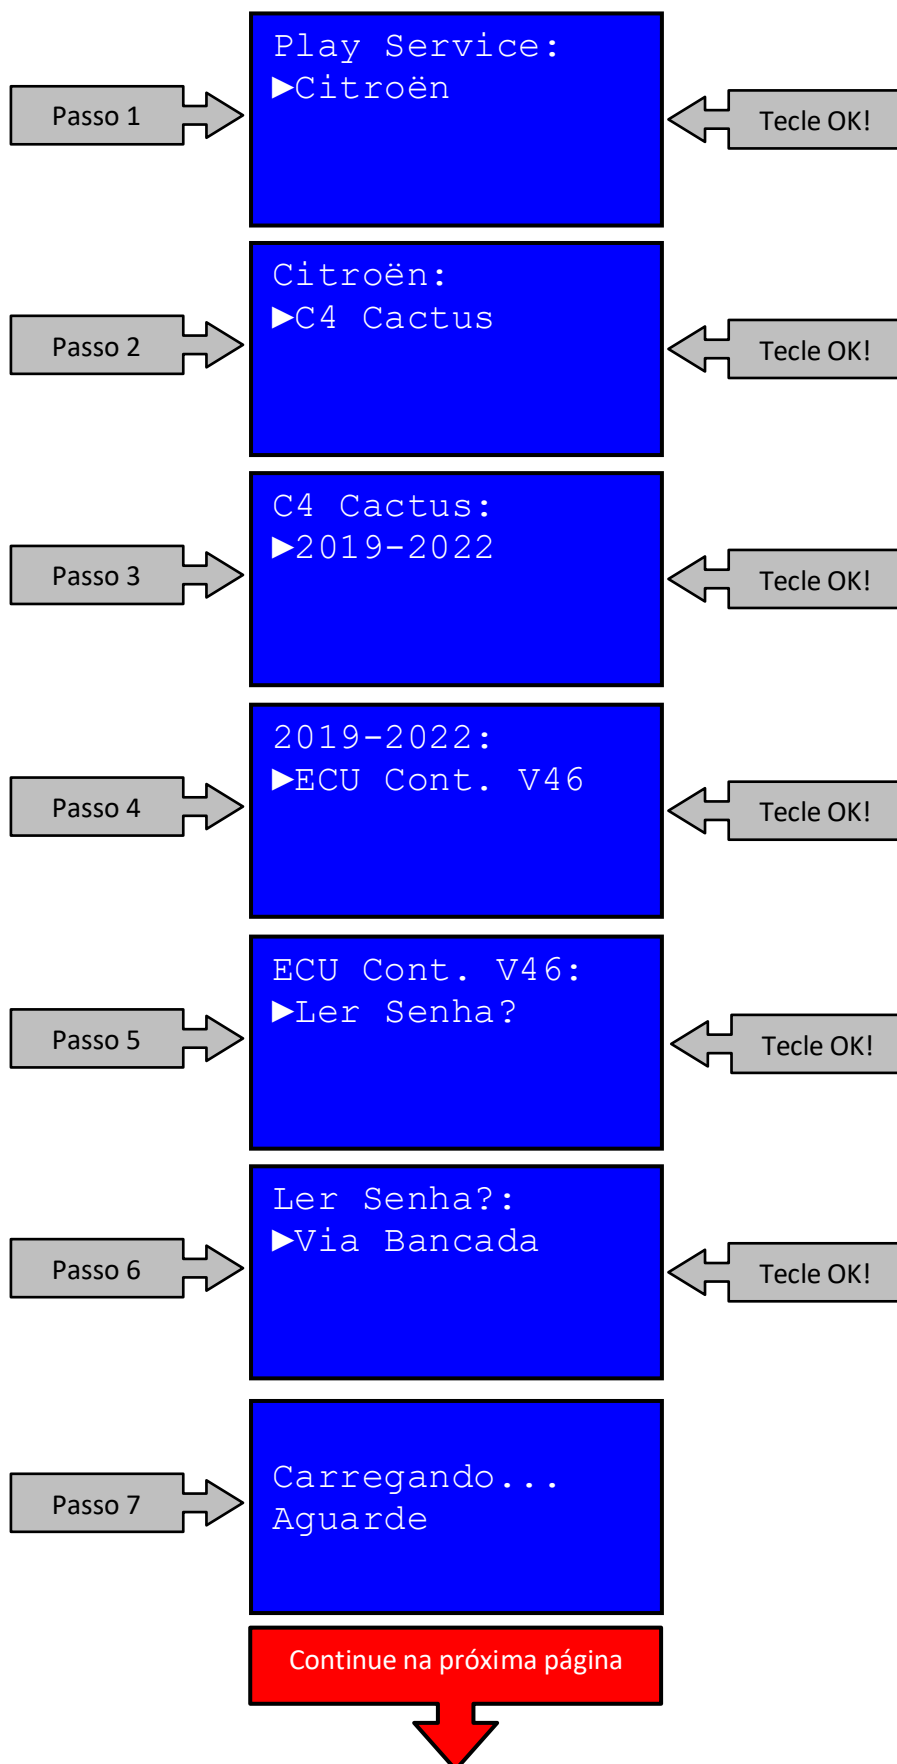 Play Service:
►Citroën
Passo 1
Tecle OK!
Citroën:
►C4 Cactus
Passo 2
Tecle OK!
C4 Cactus:
►2019-2022
Passo 3
Tecle OK!
2019-2022:
►ECU Cont. V46
Passo 4
Tecle OK!
ECU Cont. V46:
►Ler Senha?
Passo 5
Tecle OK!
Ler Senha?:
►Via Bancada
Passo 6
Tecle OK!
Carregando...
Aguarde
Passo 7
Continue na próxima página